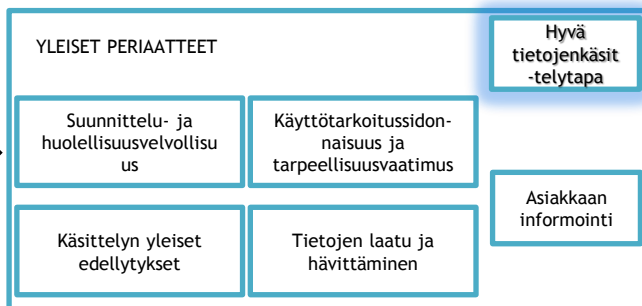 YLEISET PERIAATTEET
Hyvä
tietojenkäsit
-telytapa
Suunnittelu- ja
huolellisuusvelvollisu
us
Käyttötarkoitussidon-
naisuus ja
tarpeellisuusvaatimus
Asiakkaan
informointi
Käsittelyn yleiset
edellytykset
Tietojen laatu ja
hävittäminen